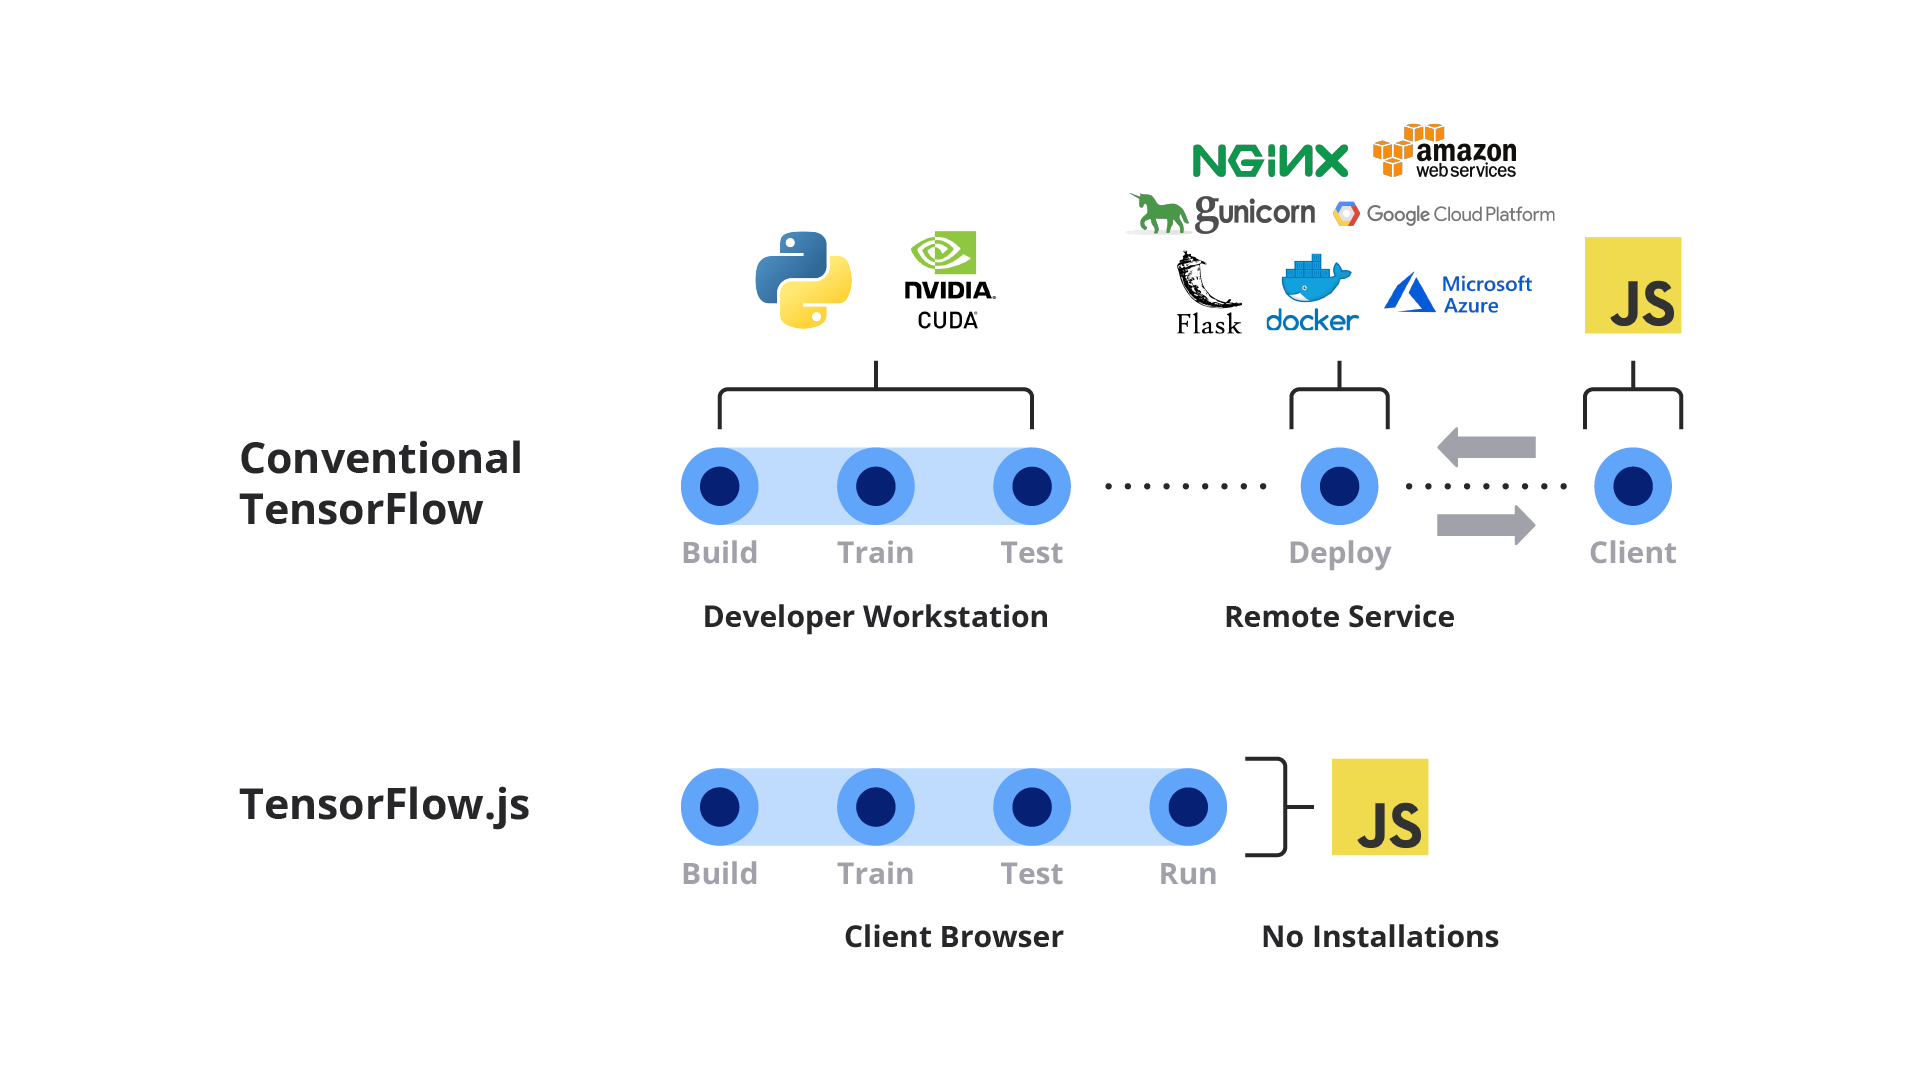 NGINX
amazon
web services
gunicorn
Google Cloud Platform
NVIDIA.
CUDA
Flask
docker
Microsoft
Azure
JS
Conventional
TensorFlow
Build
Train
Test
Deploy
Client
Developer Workstation
Remote Service
TensorFlow.js
JS
Build
Train
Test
Run
Client Browser
No Installations